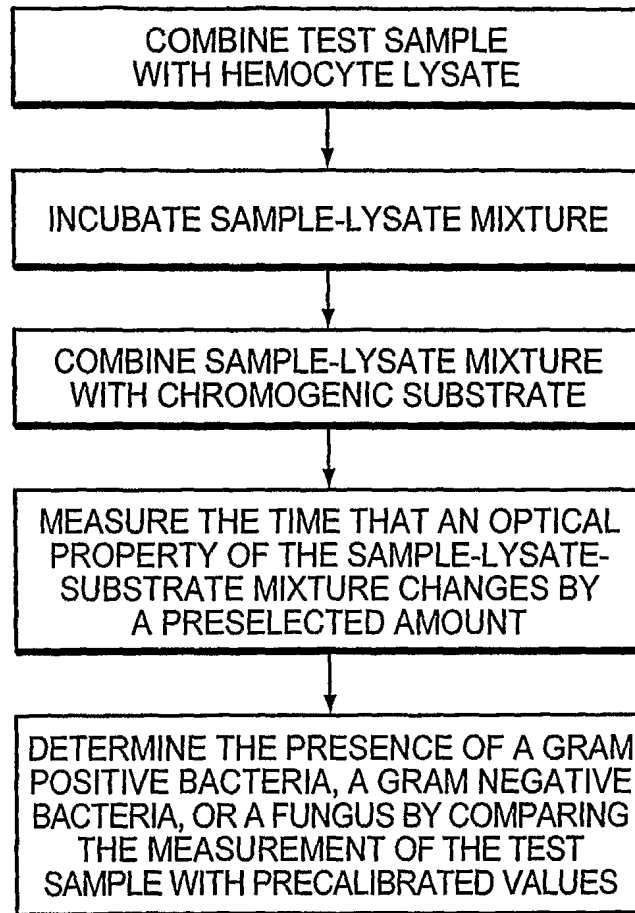 COMBINE TEST SAMPLE
WITH HEMOCYTE LYSATE
INCUBATE SAMPLE-LYSATE MIXTURE
COMBINE SAMPLE-LYSATE MIXTURE
WITH CHROMOGENIC SUBSTRATE
MEASURE THE TIME THAT AN OPTICAL
PROPERTY OF THE SAMPLE-LYSATE-
SUBSTRATE MIXTURE CHANGES BY
A PRESELECTED AMOUNT
DETERMINE THE PRESENCE OF A GRAM
POSITIVE BACTERIA, A GRAM NEGATIVE
BACTERIA, OR A FUNGUS BY COMPARING
THE MEASUREMENT OF THE TEST
SAMPLE WITH PRECALIBRATED VALUES